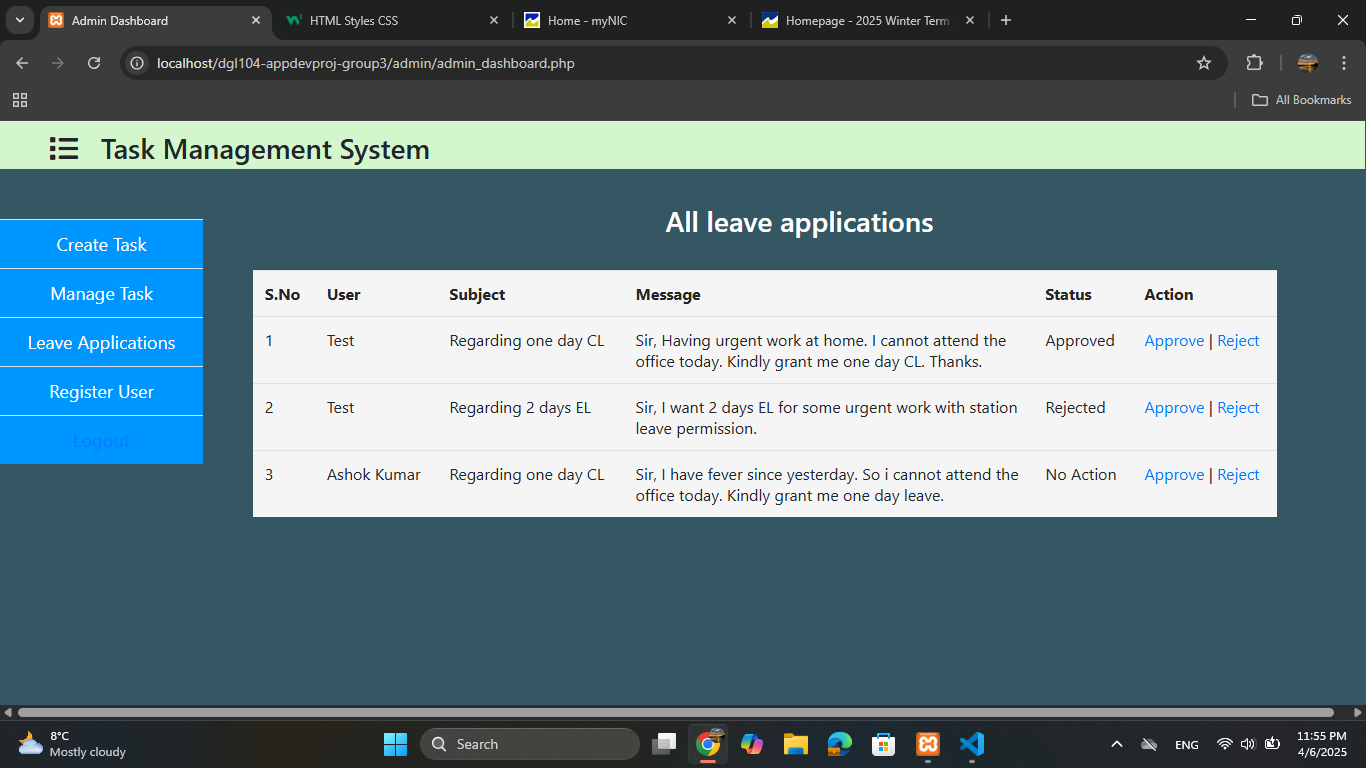 Admin Dashboard
HTML Styles CSS
Home - myNIC
Homepage - 2025 Winter Term
localhost/dgl104-appdevproj-group3/admin/admin_dashboard.php
All Bookmarks
Task Management System
All leave applications
Create Task
Manage Task
Leave Applications
Register User
Logout
S.No User Subject Message Status Action
1 Test Regarding one day CL Sir, Having urgent work at home. I cannot attend the Approved Approve | Reject
office today. Kindly grant me one day CL. Thanks.
2 Test Regarding 2 days EL Sir, I want 2 days EL for some urgent work with station Rejected Approve | Reject
leave permission.
3 Ashok Kumar Regarding one day CL Sir, I have fever since yesterday. So i cannot attend the No Action Approve | Reject
office today. Kindly grant me one day leave.
8°C
Mostly cloudy
Search
ENG
11:55 PM
4/6/2025